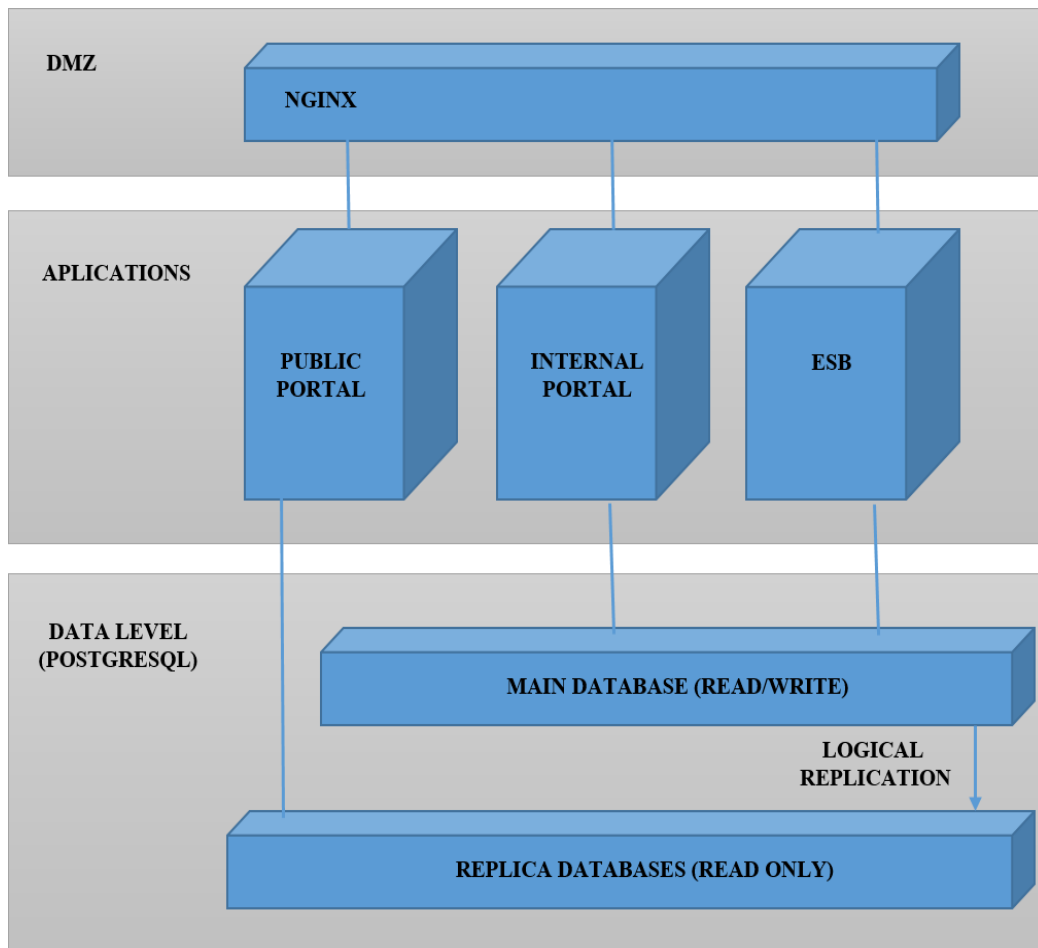 DMZ
NGINX
APLICATIONS
PUBLIC
PORTAL
INTERNAL
PORTAL
ESB
DATA LEVEL
(POSTGRESQL)
MAIN DATABASE (READ/WRITE)
LOGICAL
REPLICATION
REPLICA DATABASES (READ ONLY)